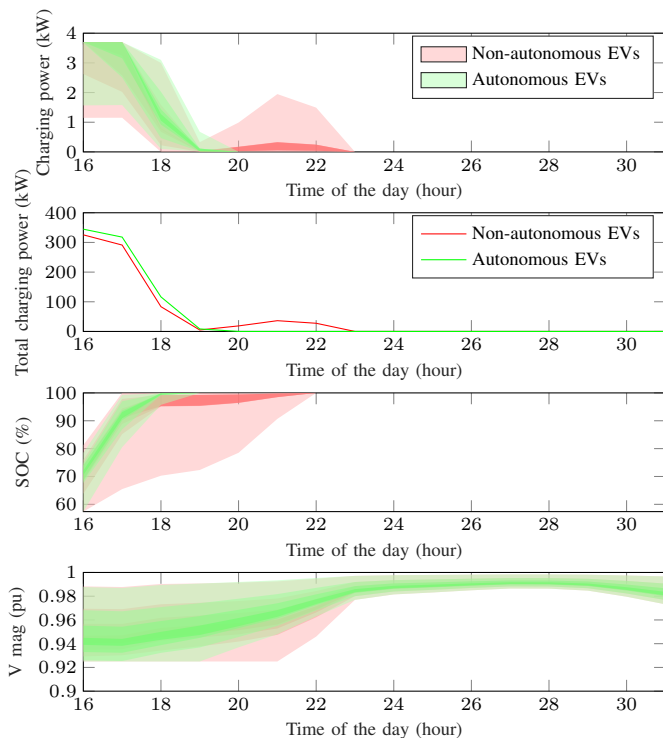 4
3
2
1
0
Charging power (kW)
Non-autonomous EVs
Autonomous EVs
16 18 20 22 24 26 28 30
Time of the day (hour)
400
300
200
100
0
Total charging power (kW)
Non-autonomous EVs
Autonomous EVs
16 18 20 22 24 26 28 30
Time of the day (hour)
100
90
80
70
60
SOC (%)
16 18 20 22 24 26 28 30
Time of the day (hour)
1
0.98
0.96
0.94
0.92
0.9
V mag (pu)
16 18 20 22 24 26 28 30
Time of the day (hour)